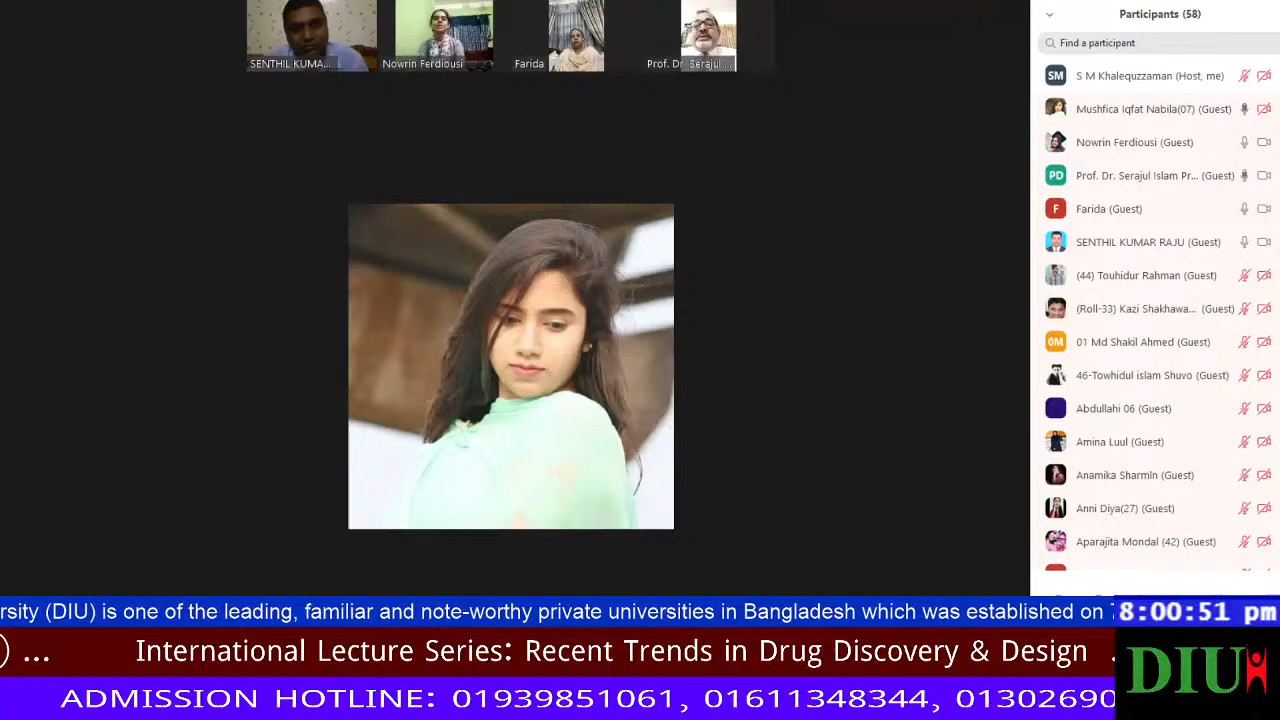 SENTHIL KUMA...
Nowrin Ferdiousi
Farida
Prof. Dr. Serajul ...
Participants (58)
Find a participant
SM S M Khalequzzaman (Host, me)
Mushfica Iqfat Nabila(07) (Guest)
Nowrin Ferdiousi (Guest)
PD Prof. Dr. Serajul Islam Pr... (Guest)
F Farida (Guest)
SENTHIL KUMAR RAJU (Guest)
(44) Touhidur Rahman (Guest)
(Roll-33) Kazi Shakhawa... (Guest)
0M 01 Md Shakil Ahmed (Guest)
46-Towhidul islam Shuvo (Guest)
Abdullahi 06 (Guest)
Amina Luul (Guest)
Anamika SharmIn (Guest)
Anni Diya(27) (Guest)
Aparajita Mondal (42) (Guest)
rsity (DIU) is one of the leading, familiar and note-worthy private universities in Bangladesh which was established on
8:00:51 pm
) ... International Lecture Series: Recent Trends in Drug Discovery & Design .
ADMISSION HOTLINE: 01939851061, 01611348344, 01302690
DIU